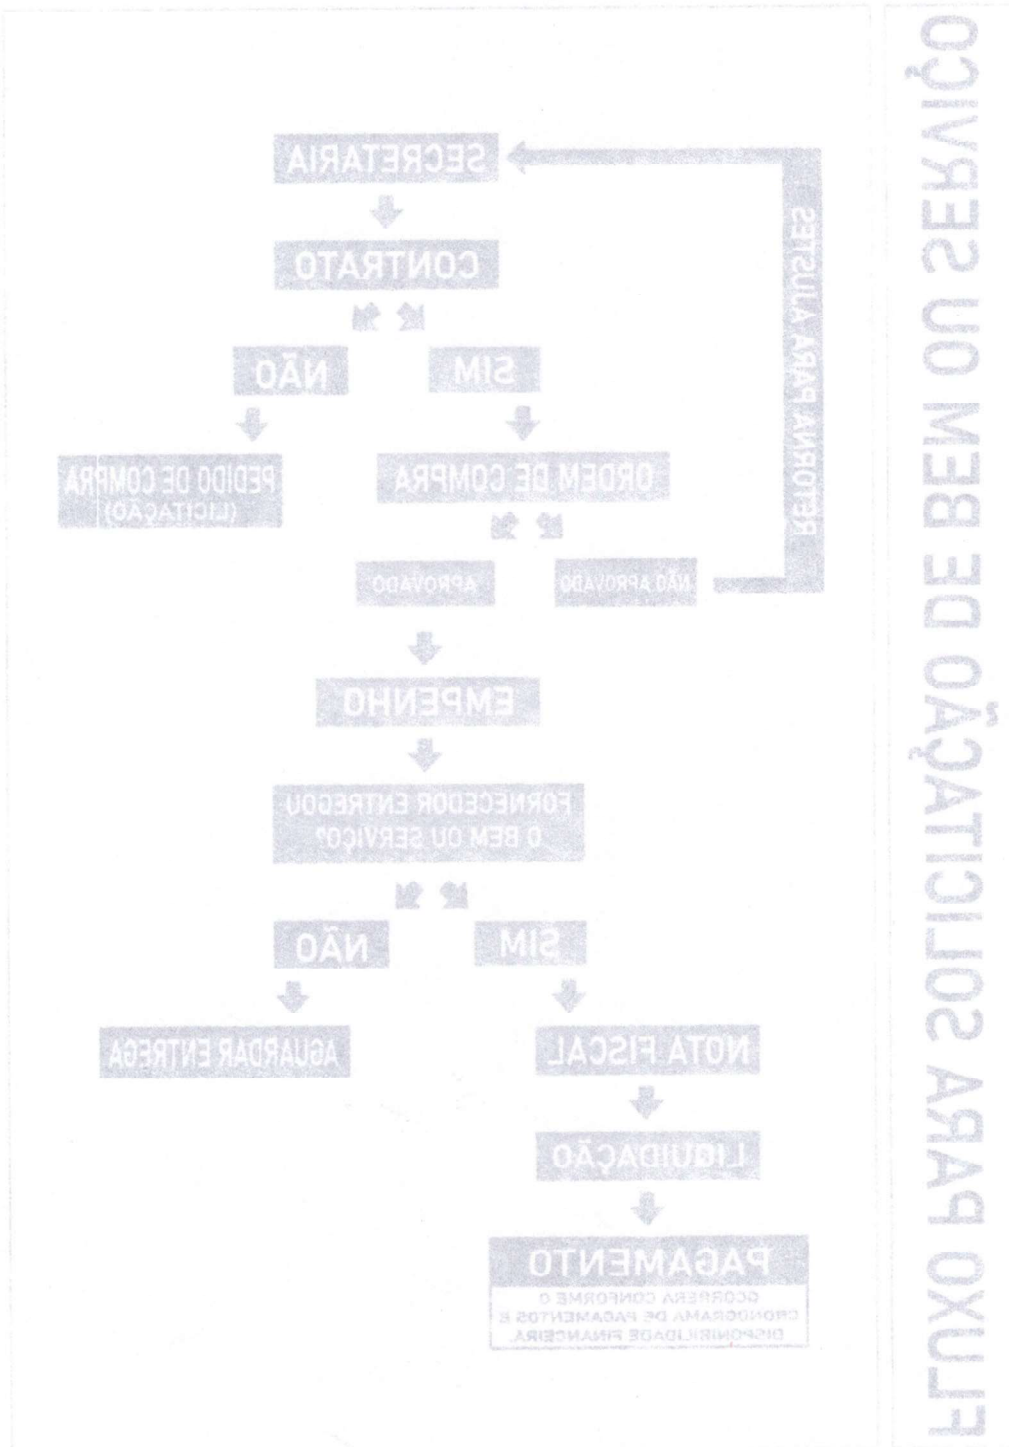 FLUXO PARA SOLICITAÇÃO DE BEM OU SERVIÇO
SECRETARIA
CONTRATO
SIM
NÃO
ORDEM DE COMPRA
PEDIDO DE COMPRA
(LICITAÇÃO)
NÃO APROVADO
APROVADO
RETORNA PARA AJUSTES
EMPENHO
FORNECEDOR ENTREGOU
O BEM OU SERVIÇO?
SIM
NÃO
NOTA FISCAL
AGUARDAR ENTREGA
LIQUIDAÇÃO
PAGAMENTO
OCORRERA CONFORME O
CRONOGRAMA DE PAGAMENTOS E
DISPONIBILIDADE FINANCEIRA.